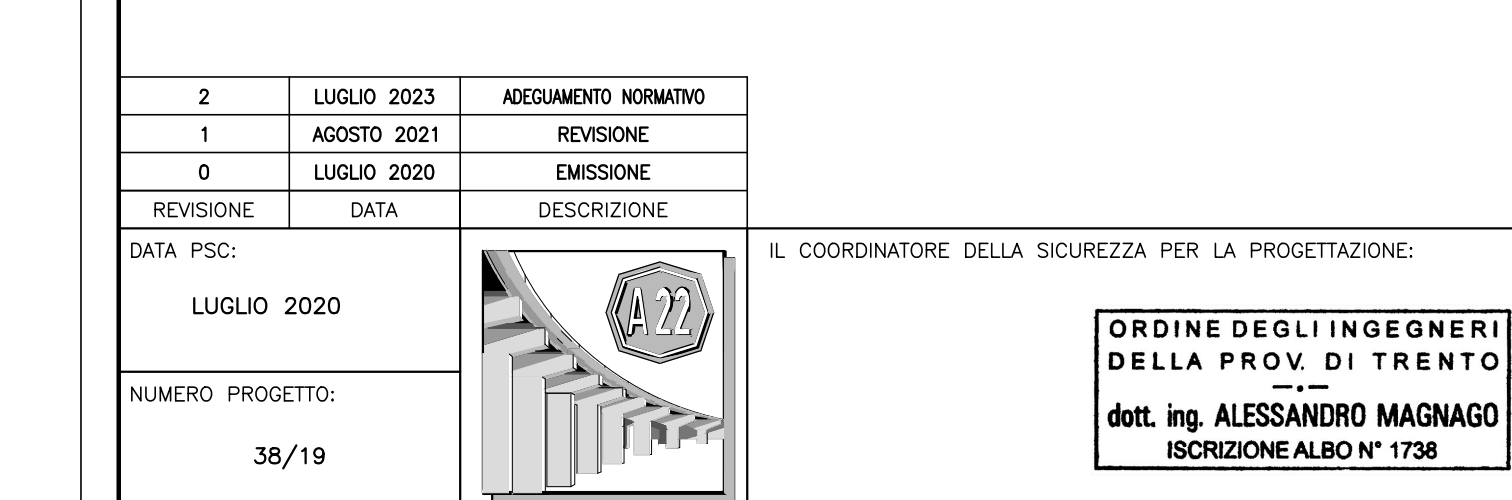 2 LUGLIO 2023 ADEGUAMENTO NORMATIVO
1 AGOSTO 2021 REVISIONE
0 LUGLIO 2020 EMISSIONE
REVISIONE DATA DESCRIZIONE
DATA PSC:
LUGLIO 2020
NUMERO PROGETTO:
38/19
A22
IL COORDINATORE DELLA SICUREZZA PER LA PROGETTAZIONE:
ORDINE DEGLI INGEGNERI
DELLA PROV. DI TRENTO
dott. ing. ALESSANDRO MAGNAGO
ISCRIZIONE ALBO N° 1738